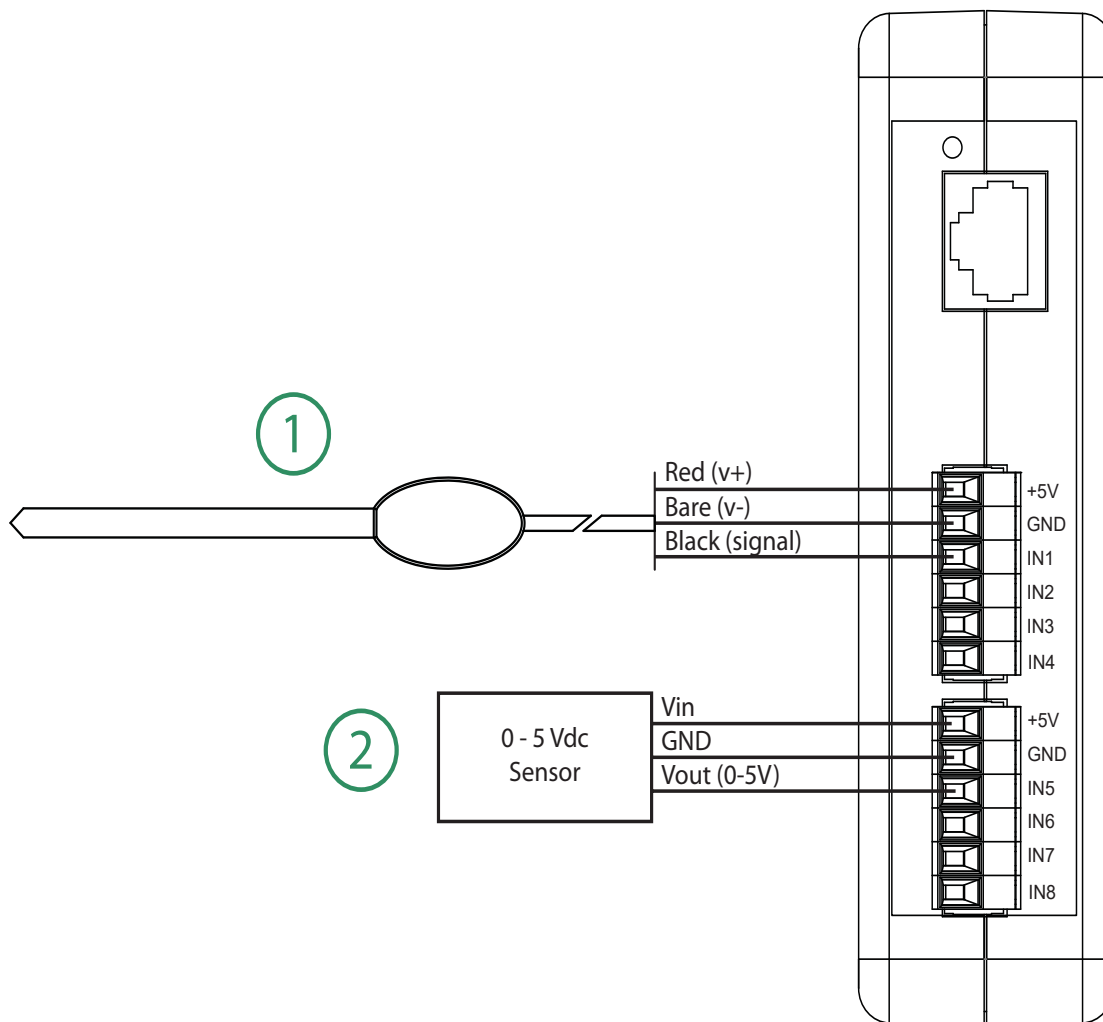 1
Red (v+)
Bare (v-)
Black (signal)
+5V
GND
IN1
IN2
IN3
IN4
2
0 - 5 Vdc
Sensor
Vin
GND
Vout (0-5V)
+5V
GND
IN5
IN6
IN7
IN8